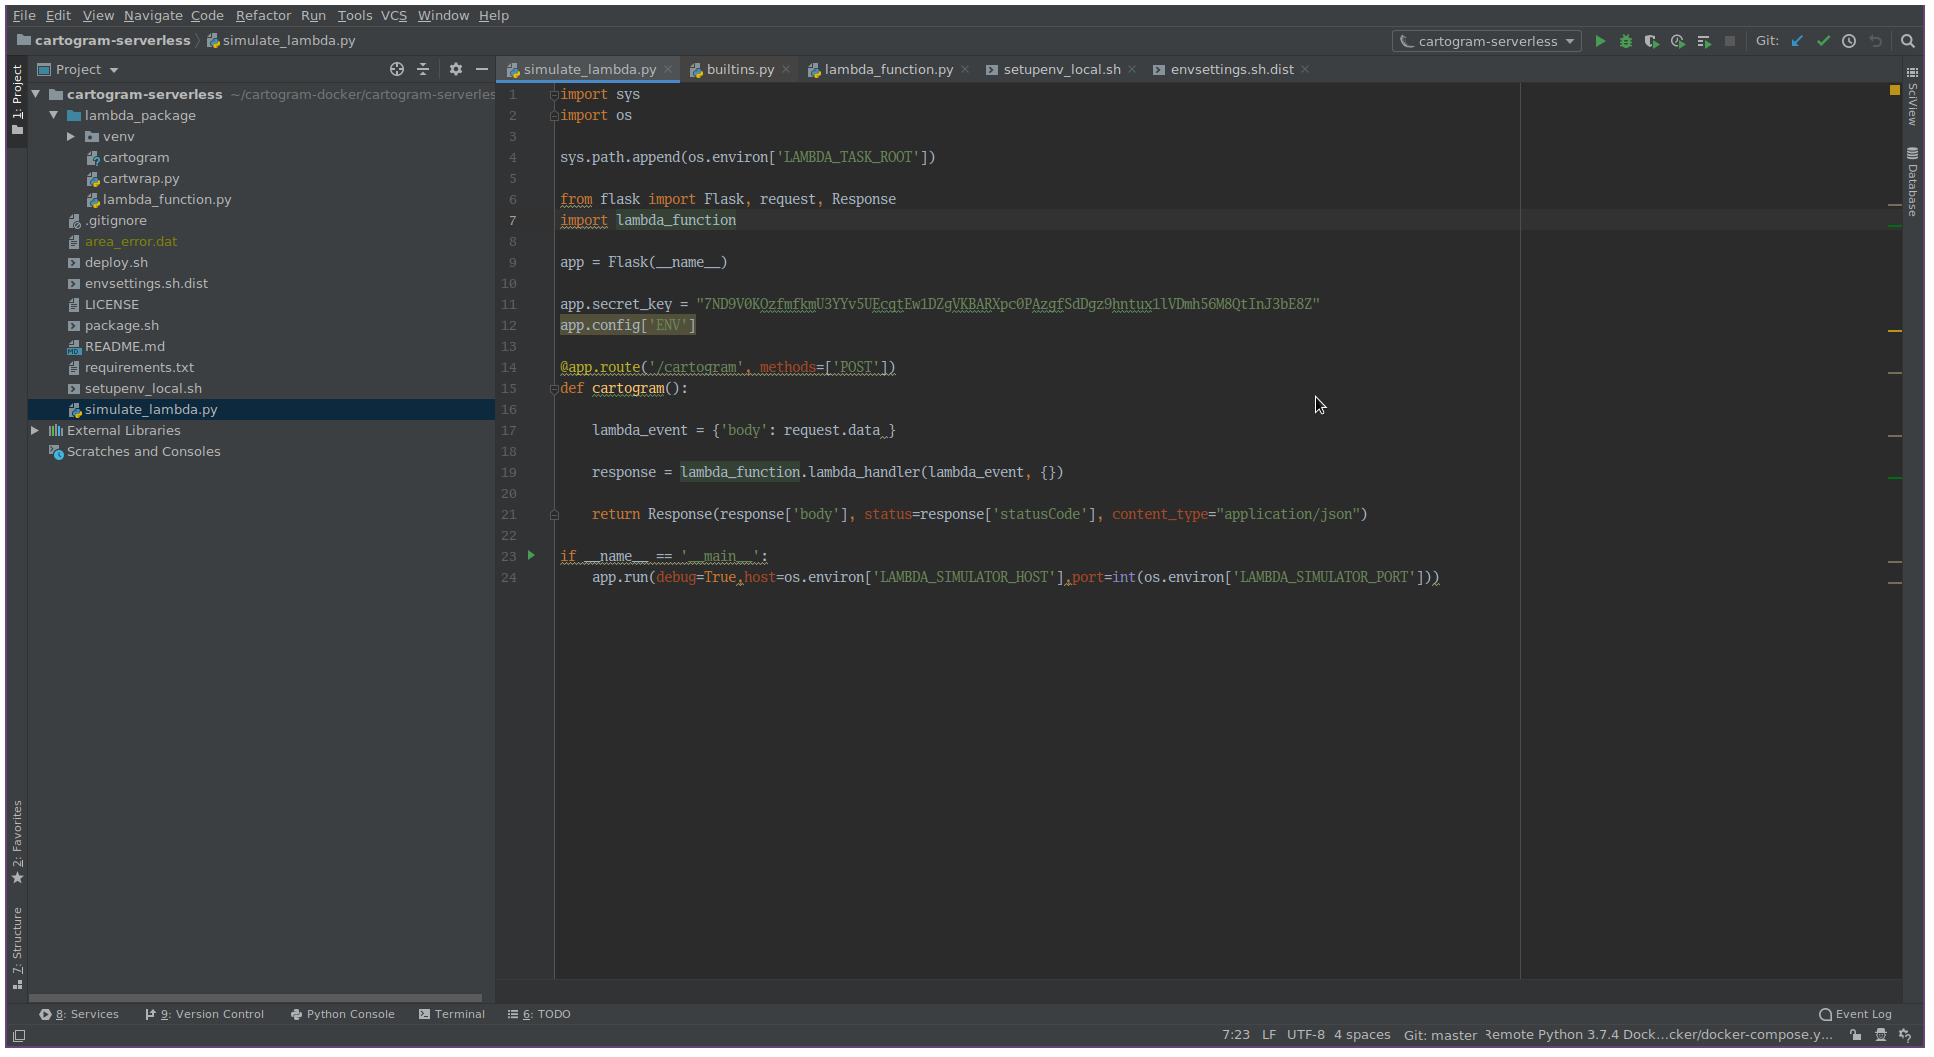 File Edit View Navigate Code Refactor Run Tools VCS Window Help
cartogram-serverless simulate_lambda.py
cartogram-serverless Git:
Project
simulate_lambda.py builtins.py lambda_function.py setupenv_local.sh envsettings.sh.dist
1: Project
cartogram-serverless ~/cartogram-docker/cartogram-serverles
lambda_package
venv
cartogram
cartwrap.py
lambda_function.py
.gitignore
area_error.dat
deploy.sh
envsettings.sh.dist
LICENSE
package.sh
README.md
requirements.txt
setupenv_local.sh
simulate_lambda.py
External Libraries
Scratches and Consoles
2: Favorites
7: Structure
1 import sys
2 import os
3
4 sys.path.append(os.environ['LAMBDA_TASK_ROOT'])
5
6 from flask import Flask, request, Response
7 import lambda_function
8
9 app = Flask(__name__)
10
11 app.secret_key = "7ND9V0KOzfmfkmU3YYv5UEcqtEw1DZgVKBARXpc0PAzgfSdDgz9hntux1lVDmh56M8QtInJ3bE8Z"
12 app.config['ENV']
13
14 @app.route('/cartogram', methods=['POST'])
15 def cartogram():
16
17 lambda_event = {'body': request.data }
18
19 response = lambda_function.lambda_handler(lambda_event, {})
20
21 return Response(response['body'], status=response['statusCode'], content_type="application/json")
22
23 if __name__ == '__main__':
24 app.run(debug=True,host=os.environ['LAMBDA_SIMULATOR_HOST'],port=int(os.environ['LAMBDA_SIMULATOR_PORT']))
SciView
Database
8: Services 9: Version Control Python Console Terminal 6: TODO Event Log
7:23 LF UTF-8 4 spaces Git: master Remote Python 3.7.4 Dock...cker/docker-compose.y...